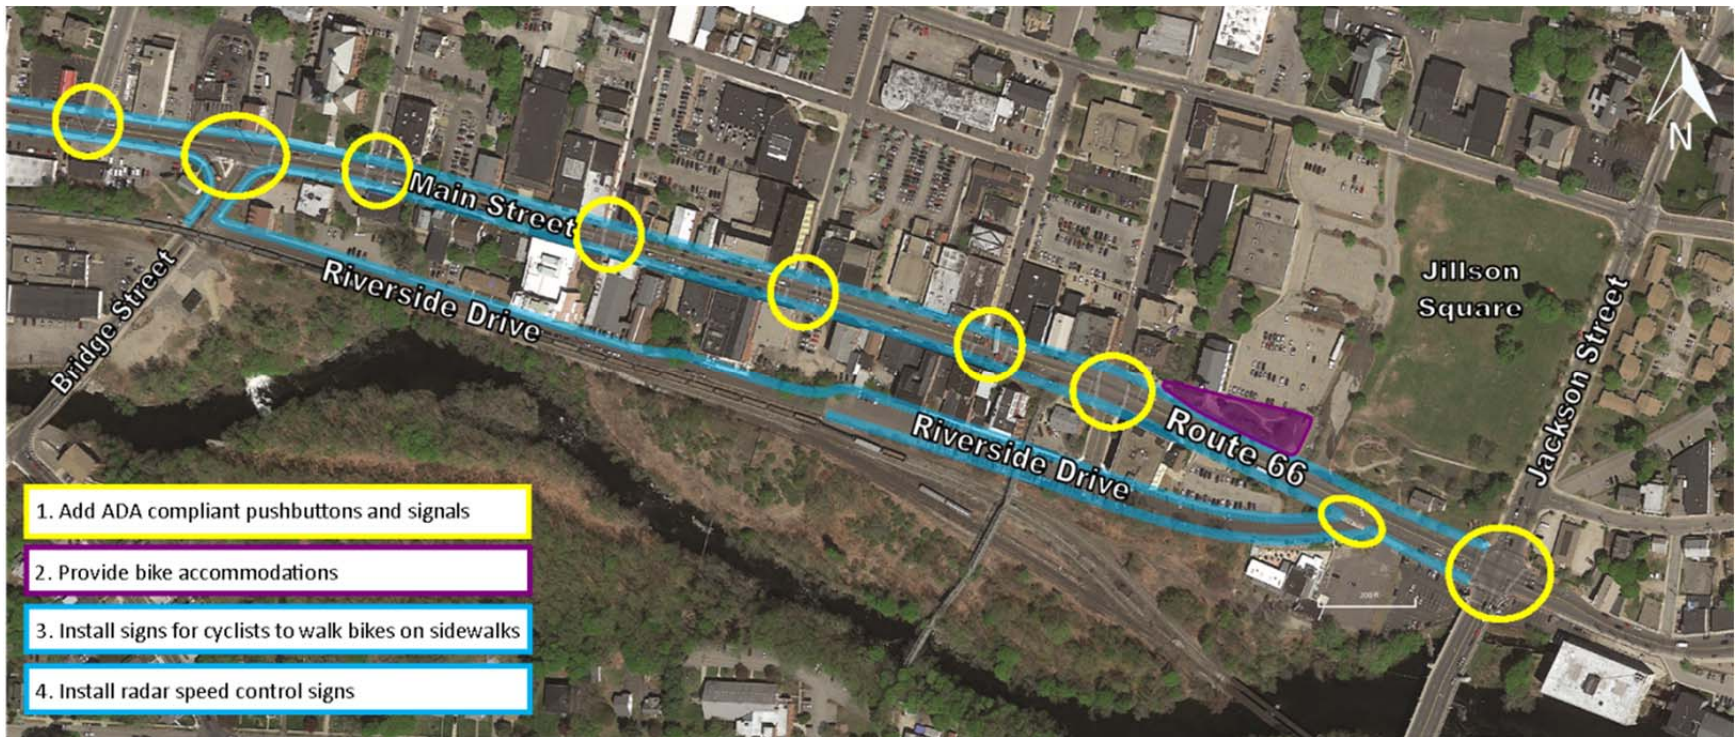 N
Main Street
Jillson
Square
Riverside Drive
Bridge Street
Jackson Street
Route 66
Riverside Drive
1. Add ADA compliant pushbuttons and signals
2. Provide bike accommodations
3. Install signs for cyclists to walk bikes on sidewalks
4. Install radar speed control signs
200 ft